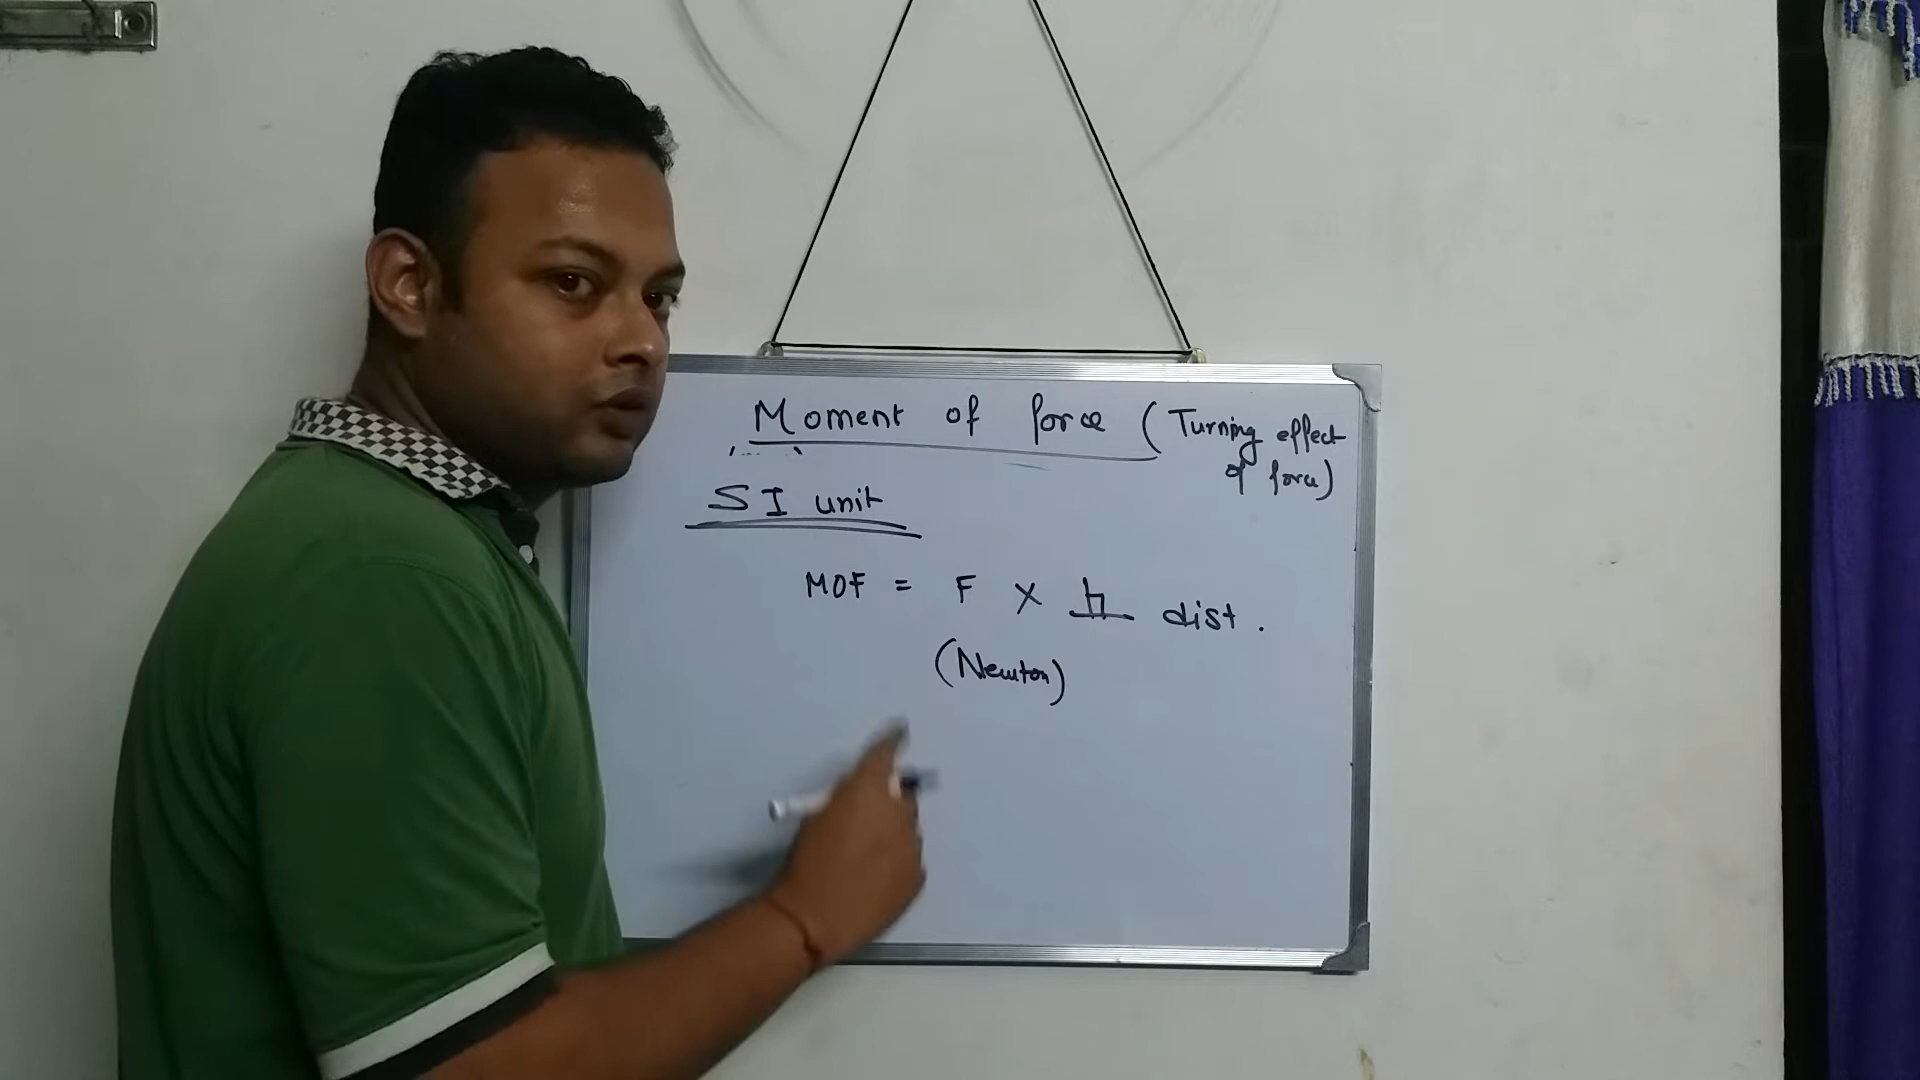 Moment of force (Turning effect
of force)
SI unit
MOF = F X ⊥ dist.
(Newton)